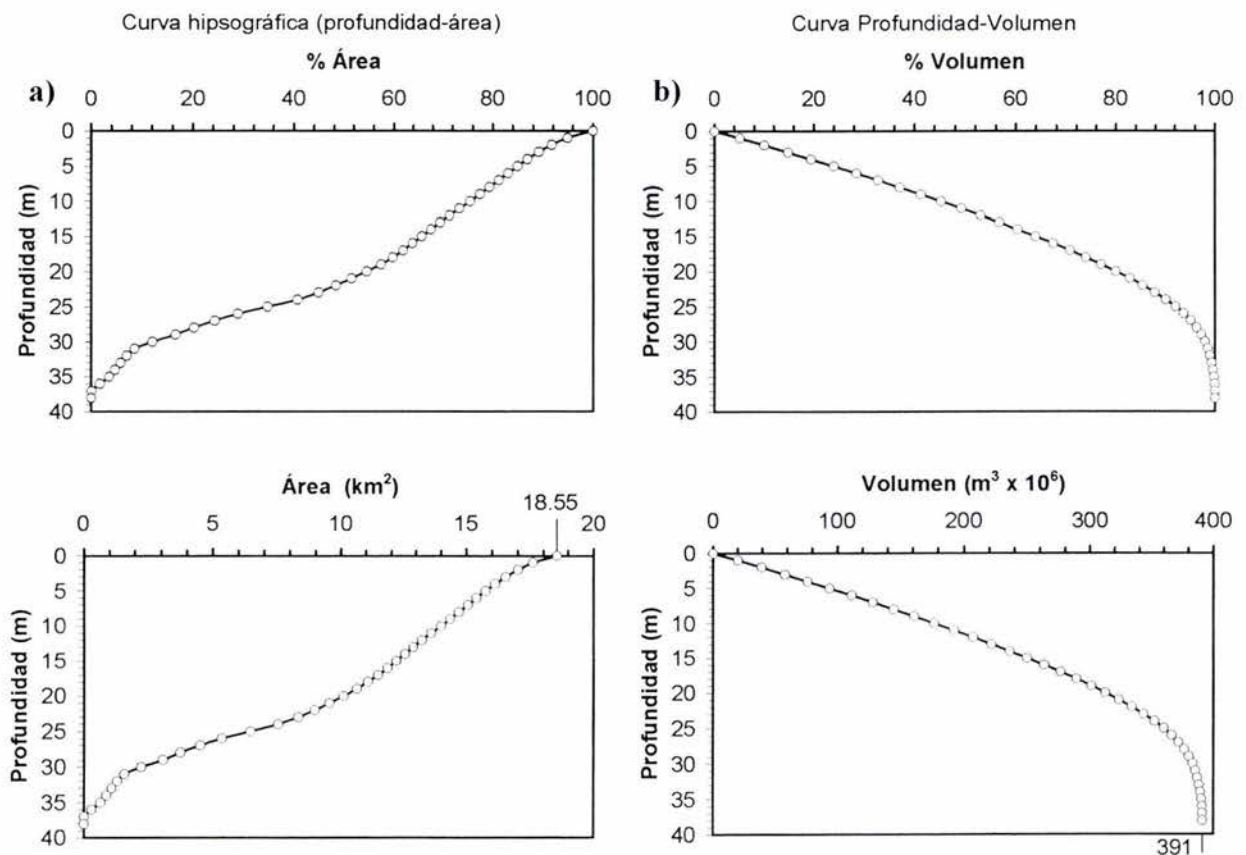 Curva hipsográfica (profundidad-área)
% Área
a)
0 20 40 60 80 100
Profundidad (m)
0
5
10
15
20
25
30
35
40
Curva Profundidad-Volumen
% Volumen
b)
0 20 40 60 80 100
Profundidad (m)
0
5
10
15
20
25
30
35
40
Área (km²)
18.55
0 5 10 15 20
Profundidad (m)
0
5
10
15
20
25
30
35
40
Volumen (m³ x 10⁶)
0 100 200 300 400
Profundidad (m)
0
5
10
15
20
25
30
35
40
391